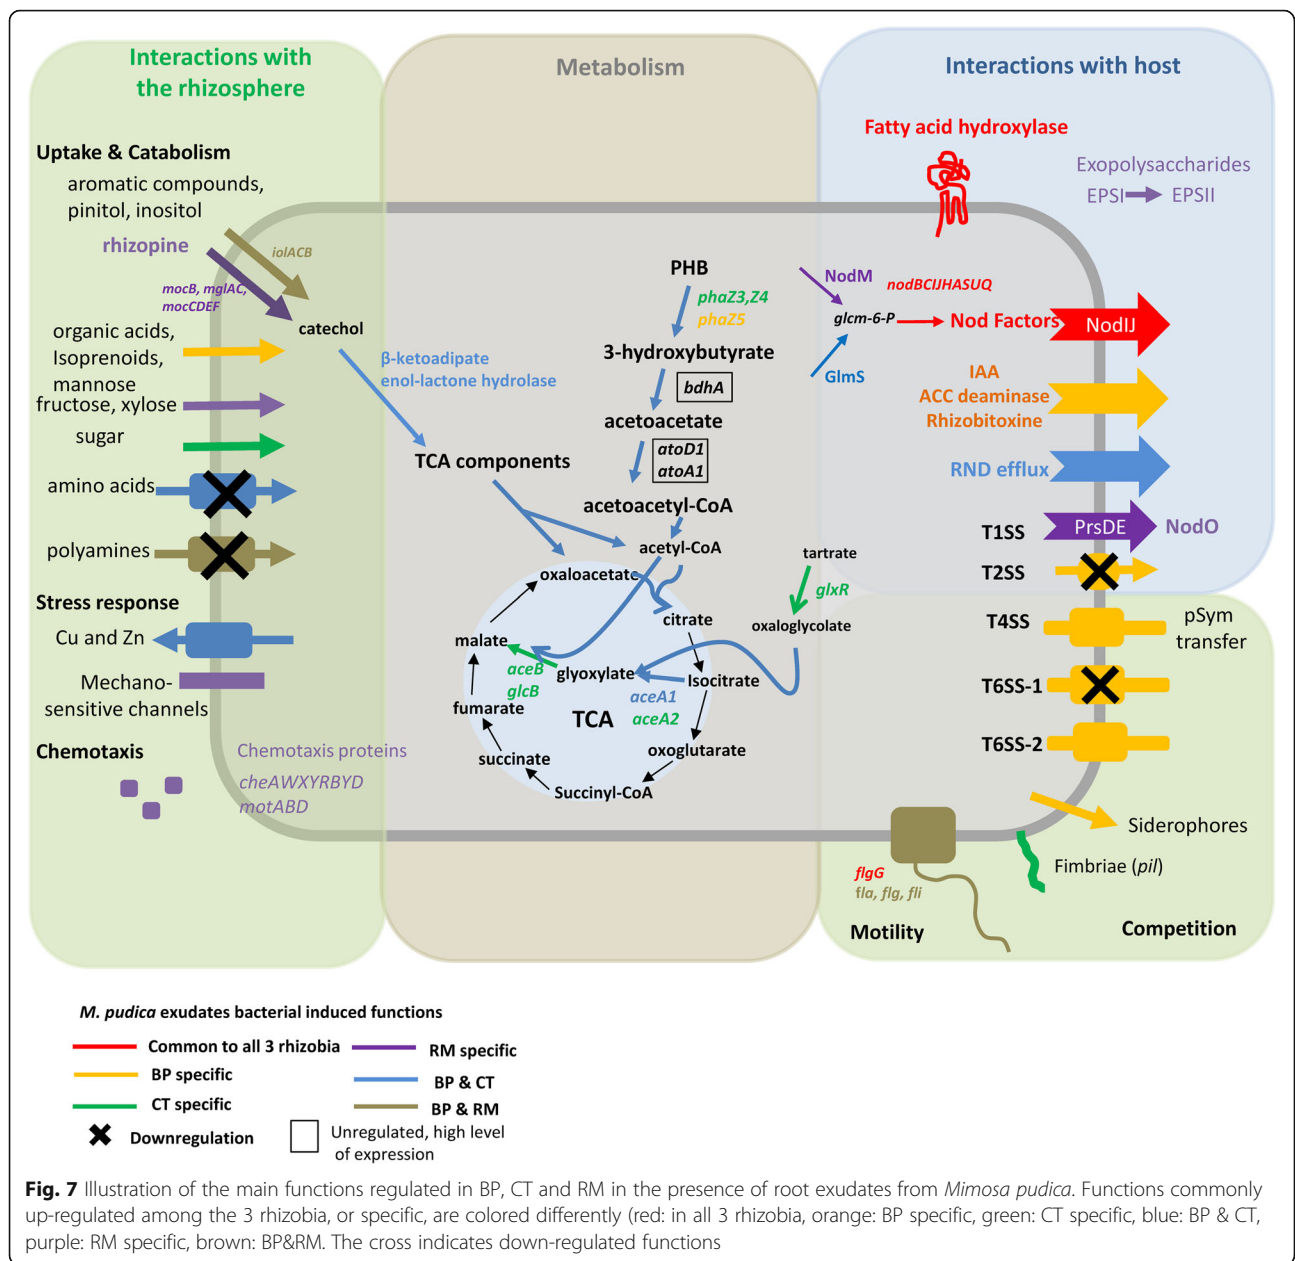 Interactions with
the rhizosphere
Metabolism
Interactions with host
Uptake & Catabolism
aromatic compounds,
pinitol, inositol
rhizopine
iolACB
mocB, mglAC,
mocCDEF
catechol
organic acids,
Isoprenoids,
mannose
fructose, xylose
sugar
amino acids
polyamines
Stress response
Cu and Zn
Mechano-
sensitive channels
Chemotaxis
Chemotaxis proteins
cheAWXYRBYD
motABD
β-ketoadipate
enol-lactone hydrolase
TCA components
PHB
phaZ3,Z4
phaZ5
3-hydroxybutyrate
bdhA
acetoacetate
atoD1
atoA1
acetoacetyl-CoA
acetyl-CoA
oxaloacetate
citrate
malate
aceB
glcB
glyoxylate
Isocitrate
aceA1
aceA2
fumarate
TCA
succinate
oxoglutarate
Succinyl-CoA
tartrate
glxR
oxaloglycolate
Fatty acid hydroxylase
Exopolysaccharides
EPSI EPSII
NodM
nodBCIJHASUQ
glcm-6-P
Nod Factors
NodIJ
GlmS
IAA
ACC deaminase
Rhizobitoxine
RND efflux
T1SS
PrsDE
NodO
T2SS
T4SS
pSym
transfer
T6SS-1
T6SS-2
Siderophores
Fimbriae (pil)
flgG
fla, flg, fli
Motility
Competition
M. pudica exudates bacterial induced functions
Common to all 3 rhizobia
RM specific
BP specific
BP & CT
CT specific
BP & RM
Downregulation
Unregulated, high level
of expression
Fig. 7 Illustration of the main functions regulated in BP, CT and RM in the presence of root exudates from Mimosa pudica. Functions commonly
up-regulated among the 3 rhizobia, or specific, are colored differently (red: in all 3 rhizobia, orange: BP specific, green: CT specific, blue: BP & CT,
purple: RM specific, brown: BP&RM. The cross indicates down-regulated functions